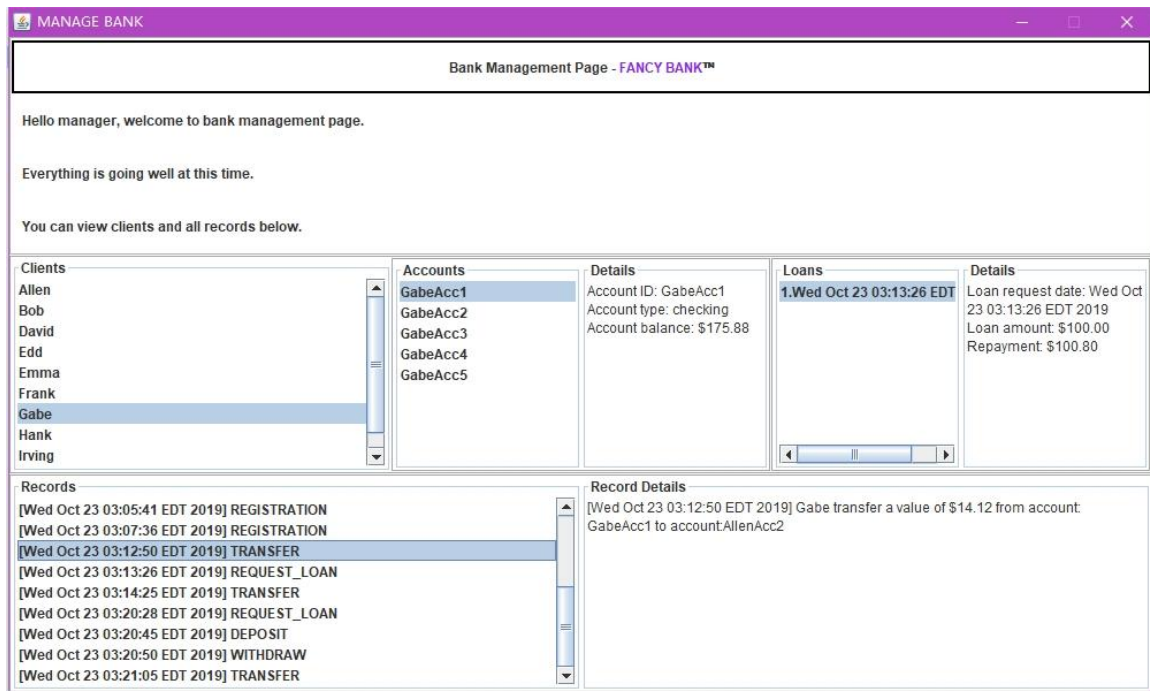 MANAGE BANK
Bank Management Page - FANCY BANK™
Hello manager, welcome to bank management page.
Everything is going well at this time.
You can view clients and all records below.
Clients
Allen
Bob
David
Edd
Emma
Frank
Gabe
Hank
Irving
Accounts
GabeAcc1
GabeAcc2
GabeAcc3
GabeAcc4
GabeAcc5
Details
Account ID: GabeAcc1
Account type: checking
Account balance: $175.88
Loans
1.Wed Oct 23 03:13:26 EDT
Details
Loan request date: Wed Oct
23 03:13:26 EDT 2019
Loan amount: $100.00
Repayment: $100.80
Records
[Wed Oct 23 03:05:41 EDT 2019] REGISTRATION
[Wed Oct 23 03:07:36 EDT 2019] REGISTRATION
[Wed Oct 23 03:12:50 EDT 2019] TRANSFER
[Wed Oct 23 03:13:26 EDT 2019] REQUEST_LOAN
[Wed Oct 23 03:14:25 EDT 2019] TRANSFER
[Wed Oct 23 03:20:28 EDT 2019] REQUEST_LOAN
[Wed Oct 23 03:20:45 EDT 2019] DEPOSIT
[Wed Oct 23 03:20:50 EDT 2019] WITHDRAW
[Wed Oct 23 03:21:05 EDT 2019] TRANSFER
Record Details
[Wed Oct 23 03:12:50 EDT 2019] Gabe transfer a value of $14.12 from account:
GabeAcc1 to account:AllenAcc2